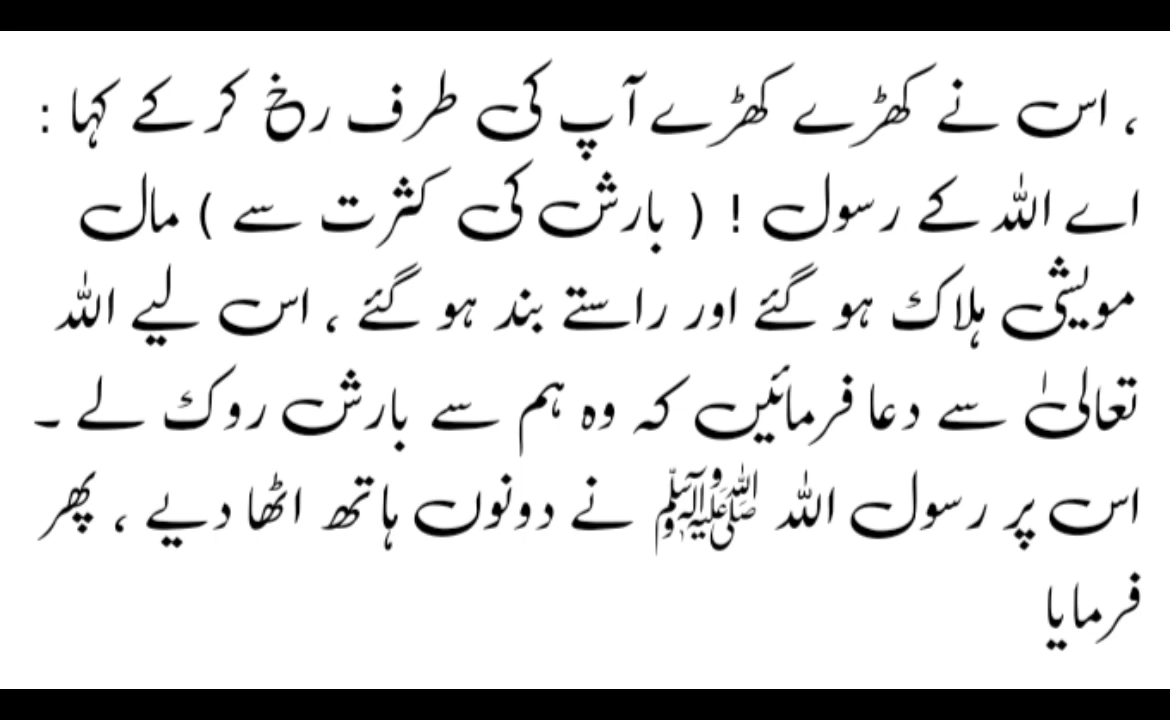 ، اس نے کھڑے کھڑے آپ کی طرف رخ کر کے کہا :
اے اللہ کے رسول ! ( بارش کی کثرت سے ) مال
مویشی ہلاک ہو گئے اور راستے بند ہو گئے ، اس لیے اللہ
تعالیٰ سے دعا فرمائیں کہ وہ ہم سے بارش روک لے ۔
اس پر رسول اللہ ﷺ نے دونوں ہاتھ اٹھا دیے ، پھر
فرمایا